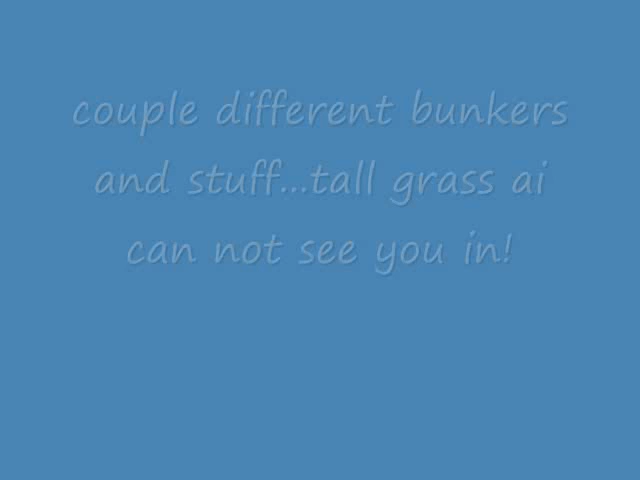 couple different bunkers
and stuff...tall grass ai
can not see you in!